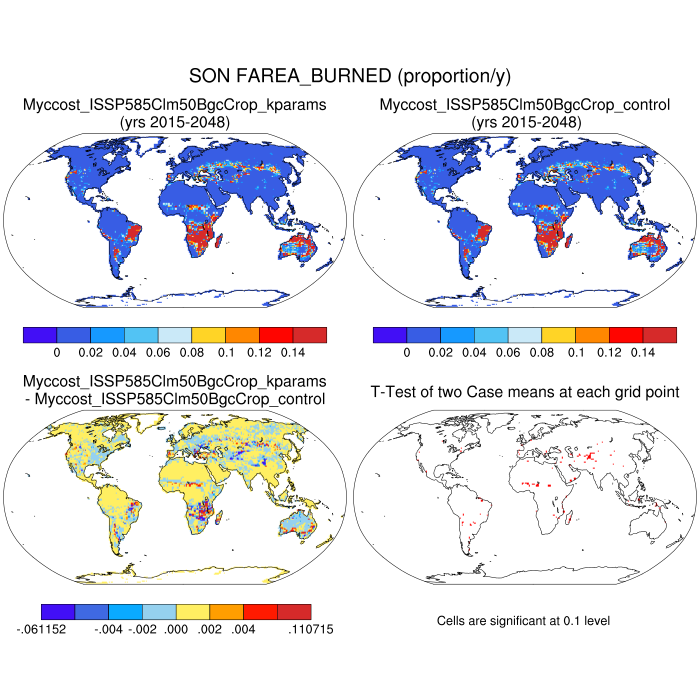 SON FAREA_BURNED (proportion/y)
Myccost_ISSP585Clm50BgcCrop_kparams
(yrs 2015-2048)
Myccost_ISSP585Clm50BgcCrop_control
(yrs 2015-2048)
0 0.02 0.04 0.06 0.08 0.1 0.12 0.14
0 0.02 0.04 0.06 0.08 0.1 0.12 0.14
Myccost_ISSP585Clm50BgcCrop_kparams
- Myccost_ISSP585Clm50BgcCrop_control
T-Test of two Case means at each grid point
-.061152 -.004 -.002 .000 .002 .004 .110715
Cells are significant at 0.1 level